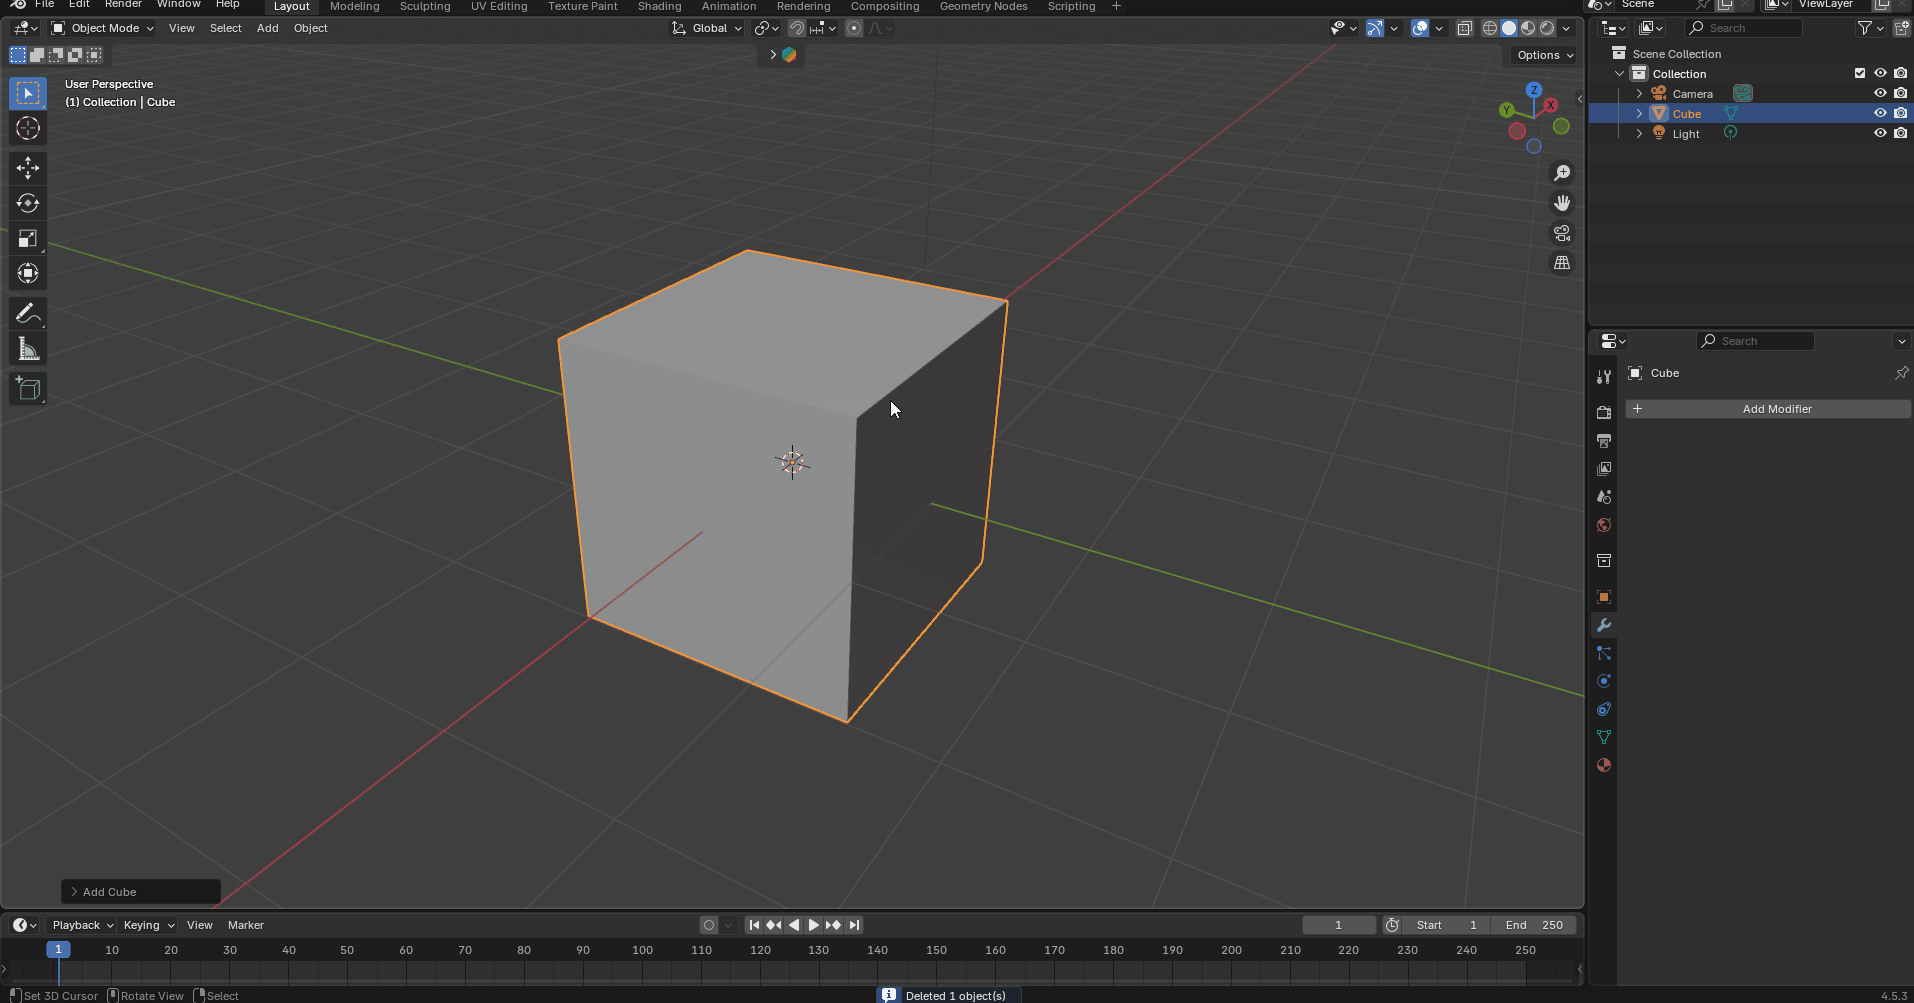 File Edit Render Window Help Layout Modeling Sculpting UV Editing Texture Paint Shading Animation Rendering Compositing Geometry Nodes Scripting + Scene ViewLayer
Object Mode View Select Add Object Global Search
Options
User Perspective
(1) Collection | Cube
Z
Y X
Scene Collection
Collection
Camera
Cube
Light
Search
Cube
+ Add Modifier
Add Cube
Playback Keying View Marker 1 Start 1 End 250
1 10 20 30 40 50 60 70 80 90 100 110 120 130 140 150 160 170 180 190 200 210 220 230 240 250
Set 3D Cursor Rotate View Select Deleted 1 object(s) 4.5.3